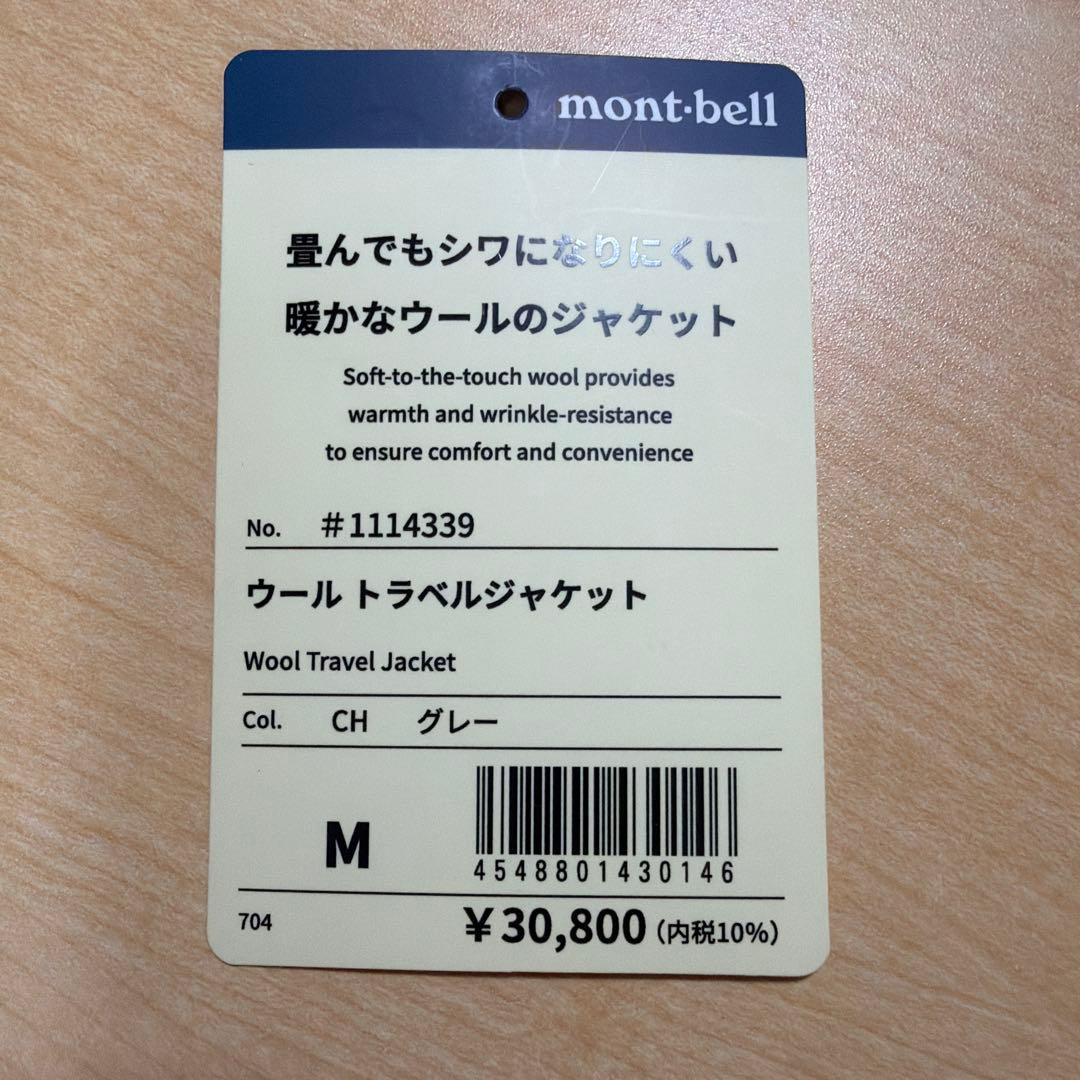 mont-bell
畳んでもシワになりにくい
暖かなウールのジャケット
Soft-to-the-touch wool provides
warmth and wrinkle-resistance
to ensure comfort and convenience
No. #1114339
ウール トラベルジャケット
Wool Travel Jacket
Col. CH グレー
M
4548801430146
704 ¥30,800 (内税10%)